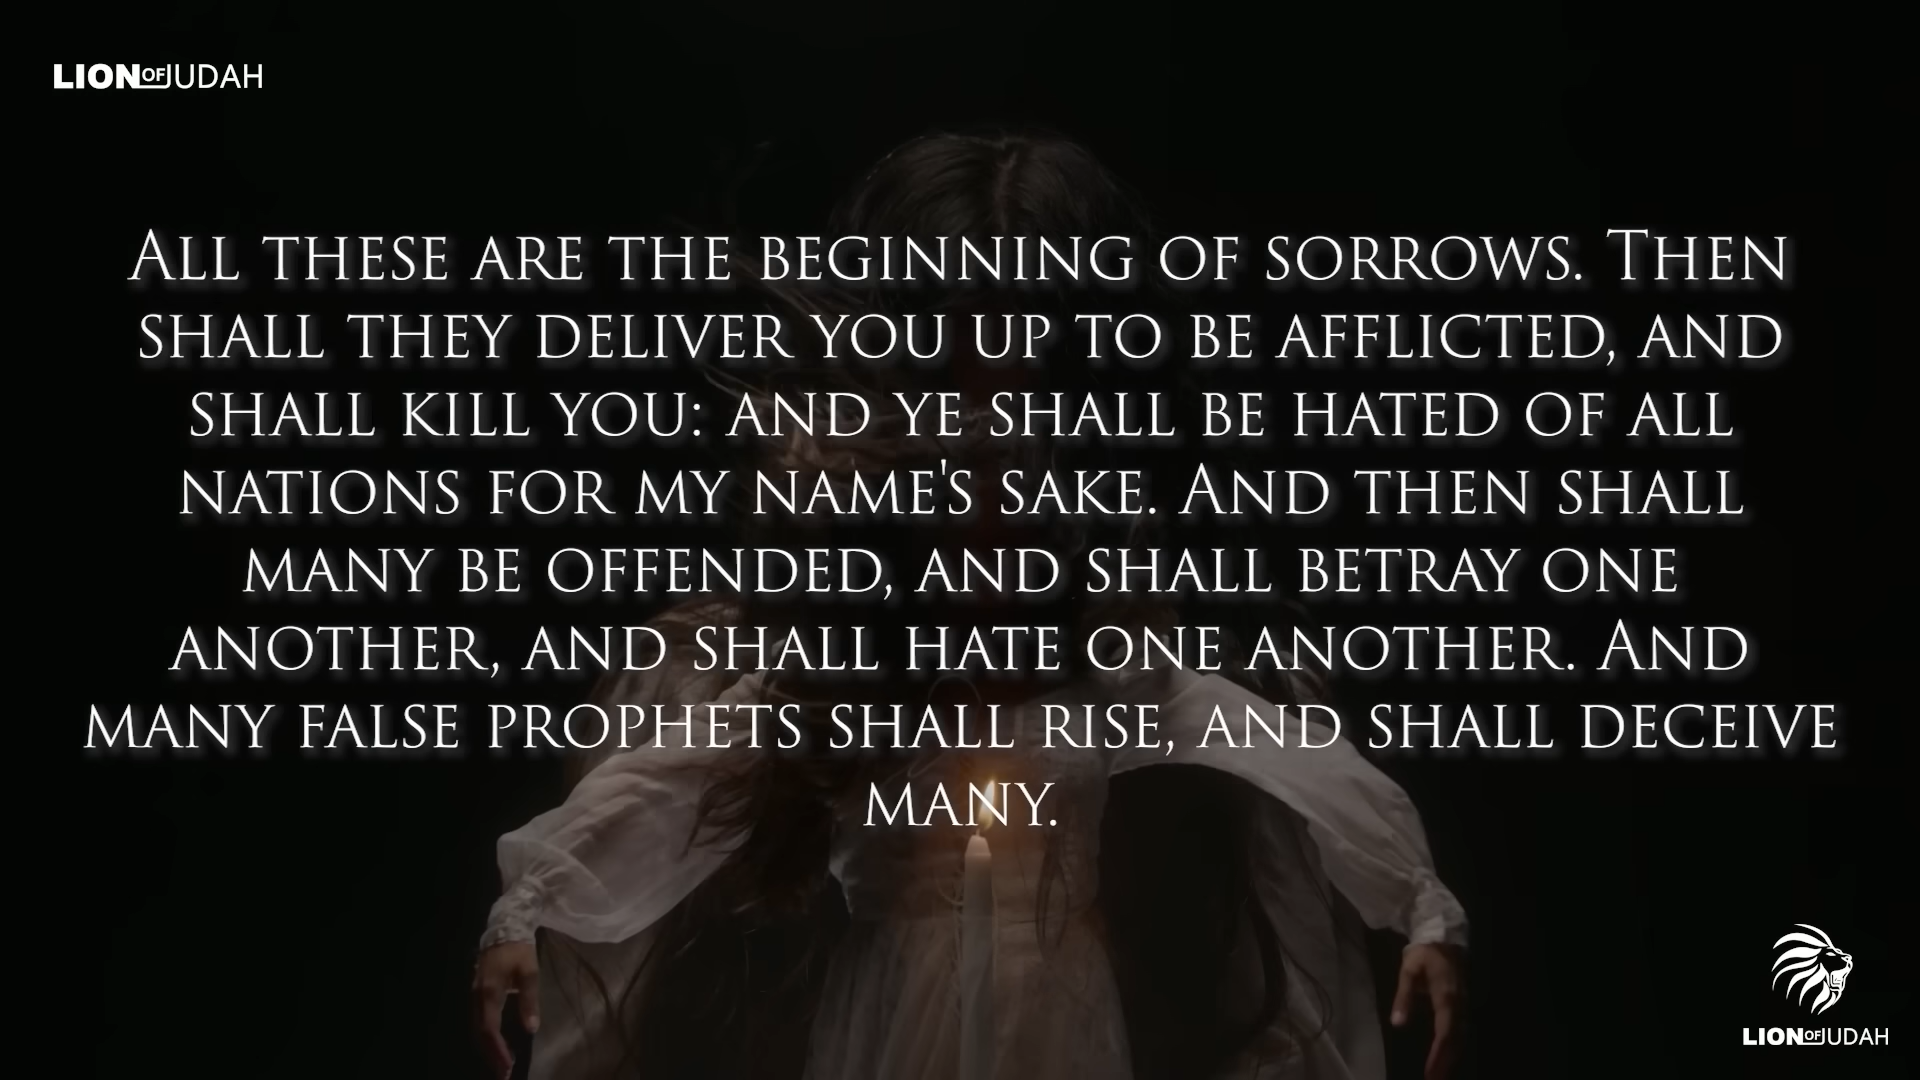 LIONOFJUDAH
All these are the beginning of sorrows. Then
shall they deliver you up to be afflicted, and
shall kill you: and ye shall be hated of all
nations for my name's sake. And then shall
many be offended, and shall betray one
another, and shall hate one another. And
many false prophets shall rise, and shall deceive
many.
LIONOFJUDAH